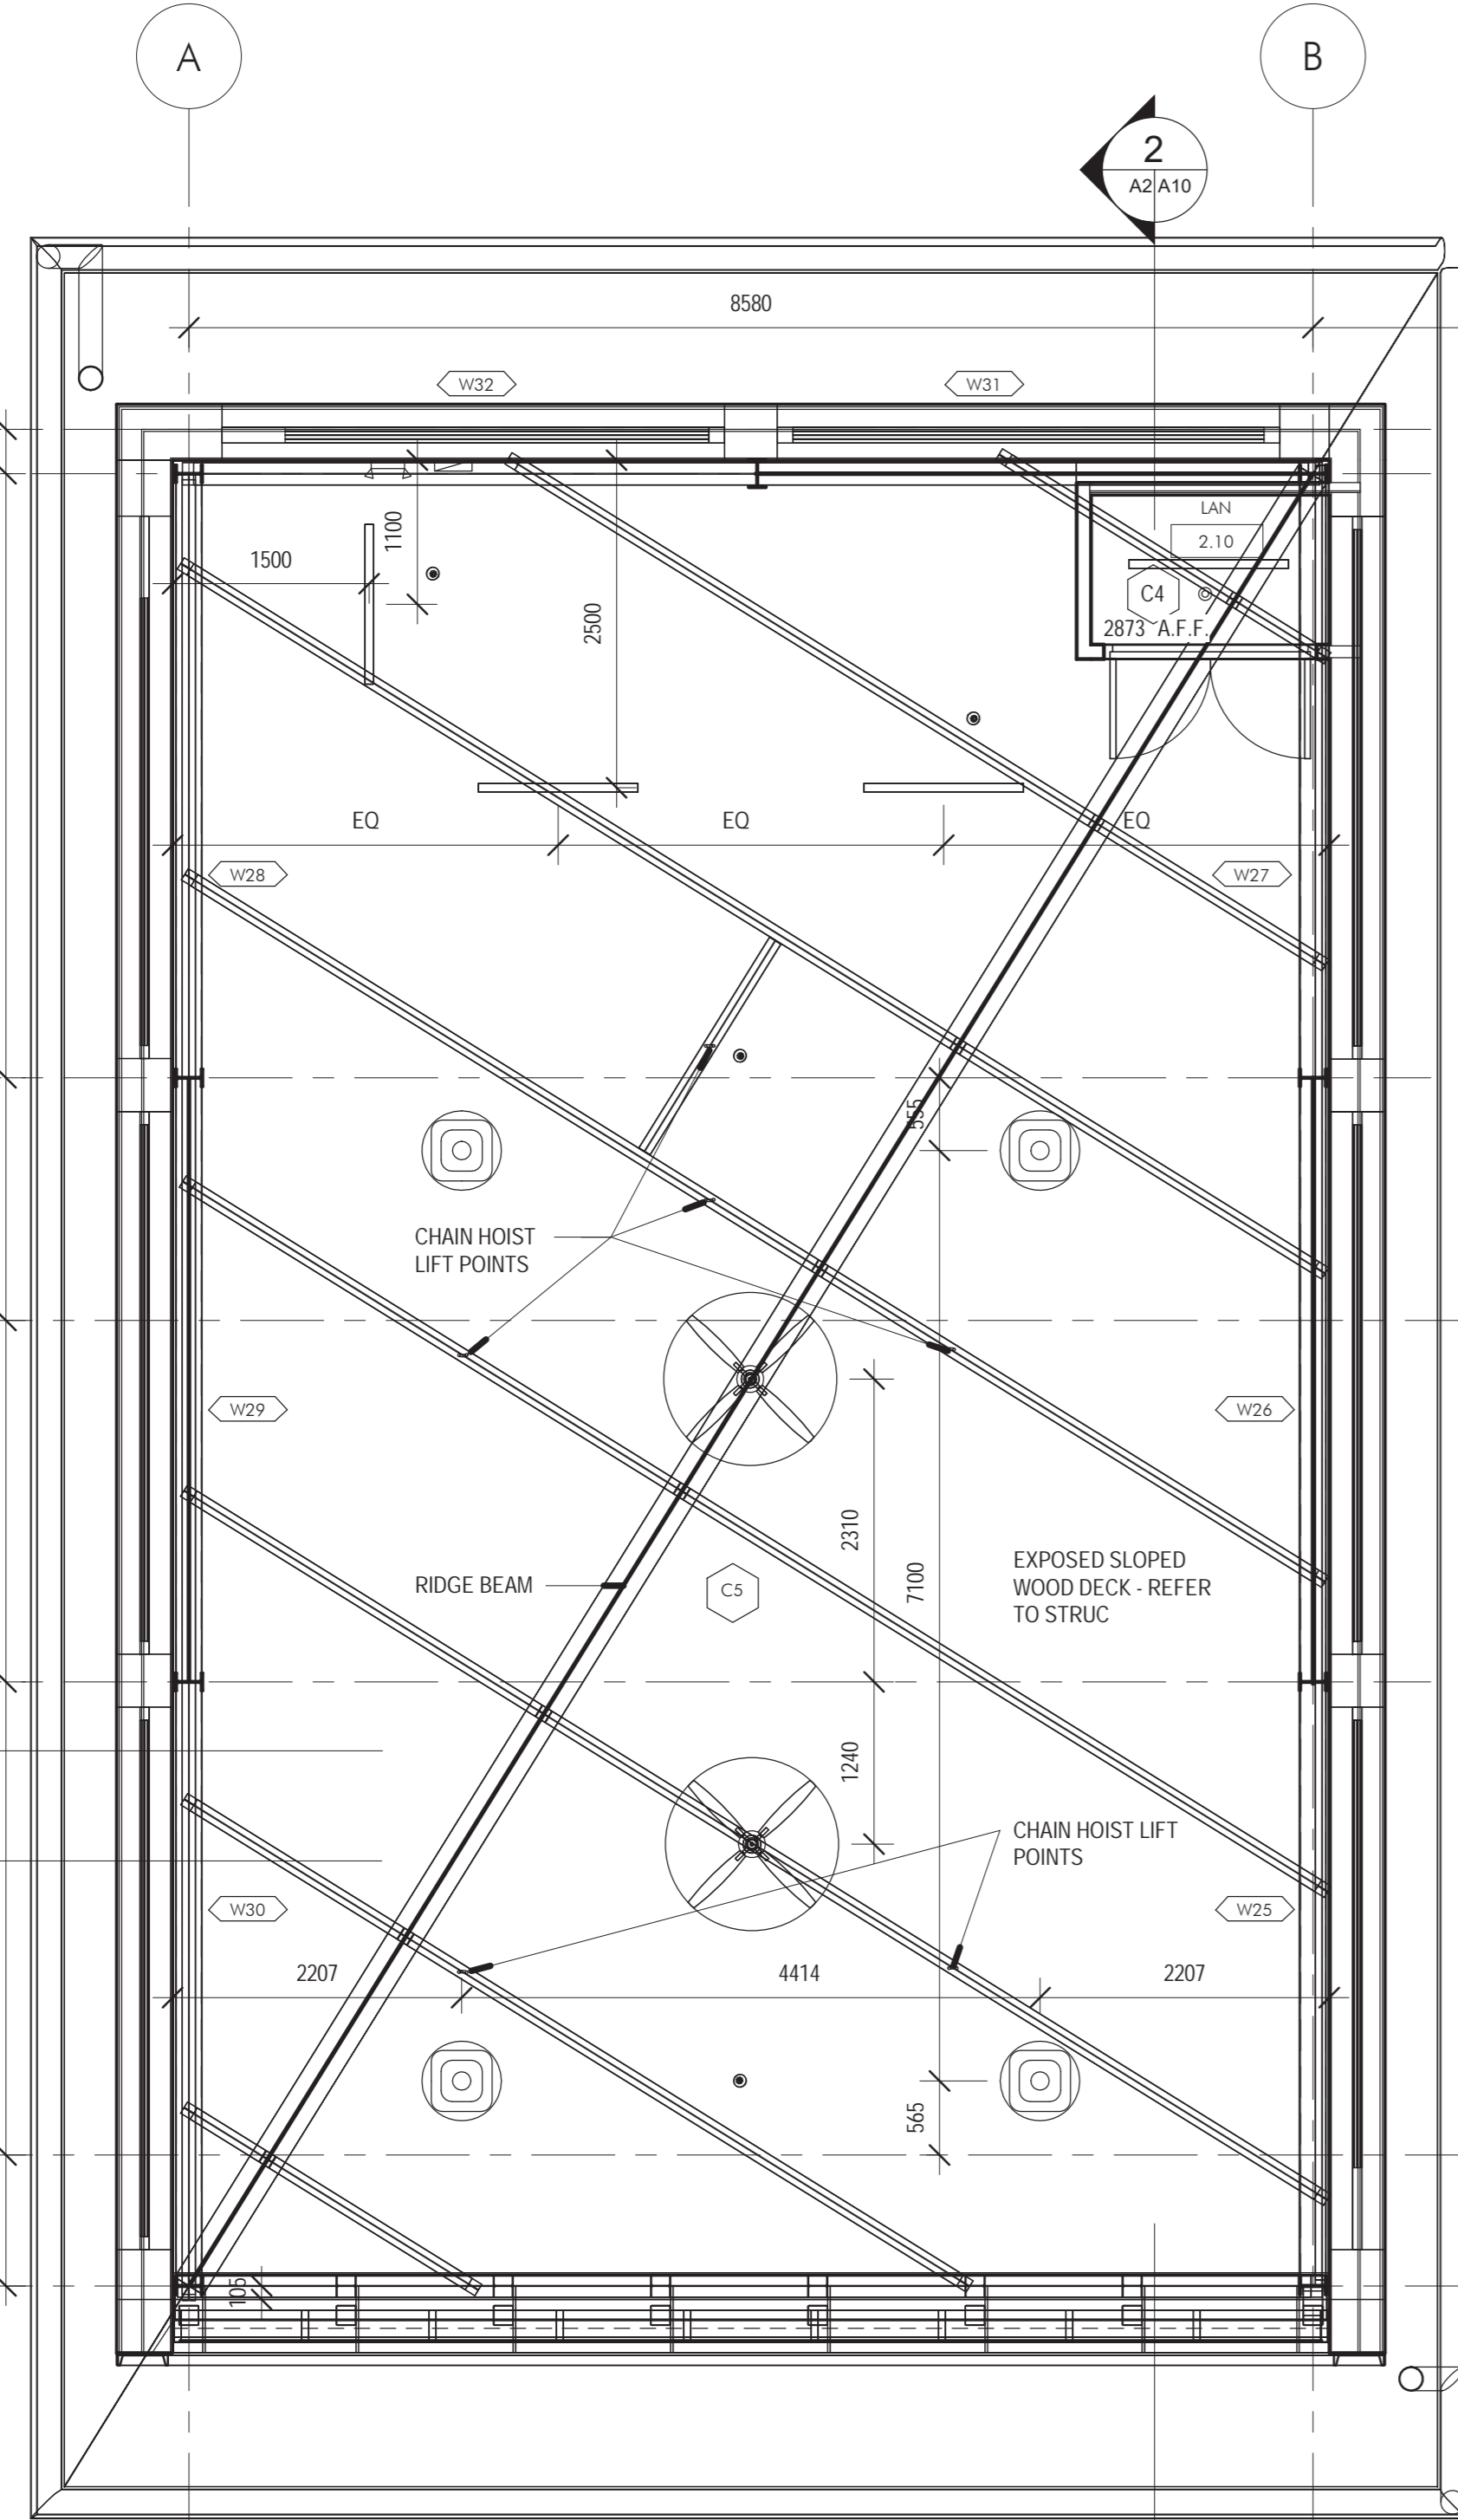 A
B
2
A2 A10
8580
W32
W31
LAN
2.10
1100
1500
C4
2500
2873 A.F.F.
EQ
EQ
EQ
W28
W27
555
CHAIN HOIST
LIFT POINTS
W29
W26
2310
EXPOSED SLOPED
WOOD DECK - REFER
TO STRUC
RIDGE BEAM
C5
7100
1240
CHAIN HOIST LIFT
POINTS
W30
W25
2207
4414
2207
565
105